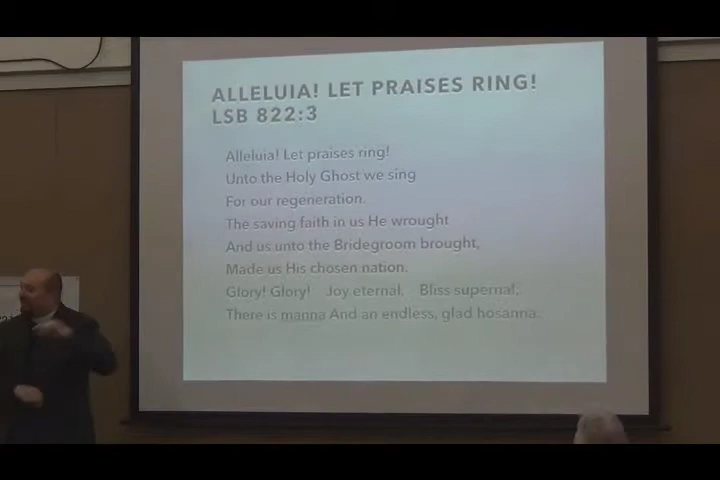 ALLELUIA! LET PRAISES RING!
LSB 822:3
Alleluia! Let praises ring!
Unto the Holy Ghost we sing
For our regeneration.
The saving faith in us He wrought
And us unto the Bridegroom brought,
Made us His chosen nation.
Glory! Glory! Joy eternal, Bliss supernal;
There is manna And an endless, glad hosanna.